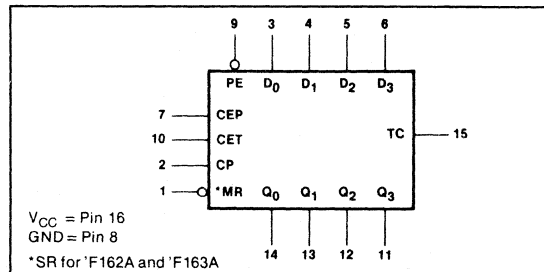 9 3 4 5 6
PE D0 D1 D2 D3
7 CEP
10 CET
TC 15
2 CP
1 *MR Q0 Q1 Q2 Q3
VCC = Pin 16
GND = Pin 8
14 13 12 11
*SR for 'F162A and 'F163A